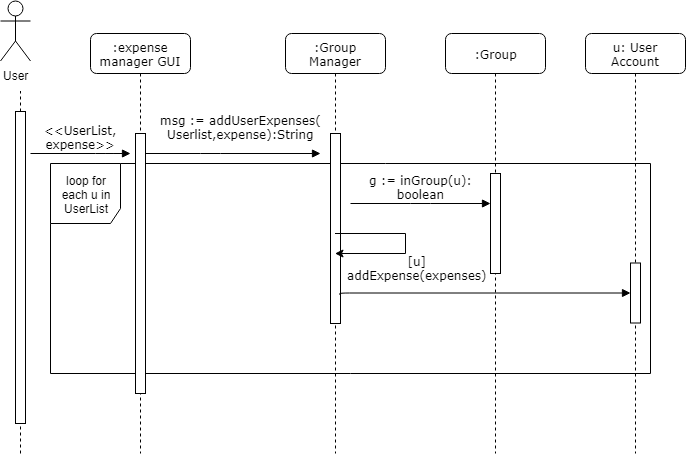 User
:expense
manager GUI
:Group
Manager
:Group
u: User
Account
<<UserList,
expense>>
msg := addUserExpenses(
Userlist,expense):String
loop for
each u in
UserList
g := inGroup(u):
boolean
[u]
addExpense(expenses)